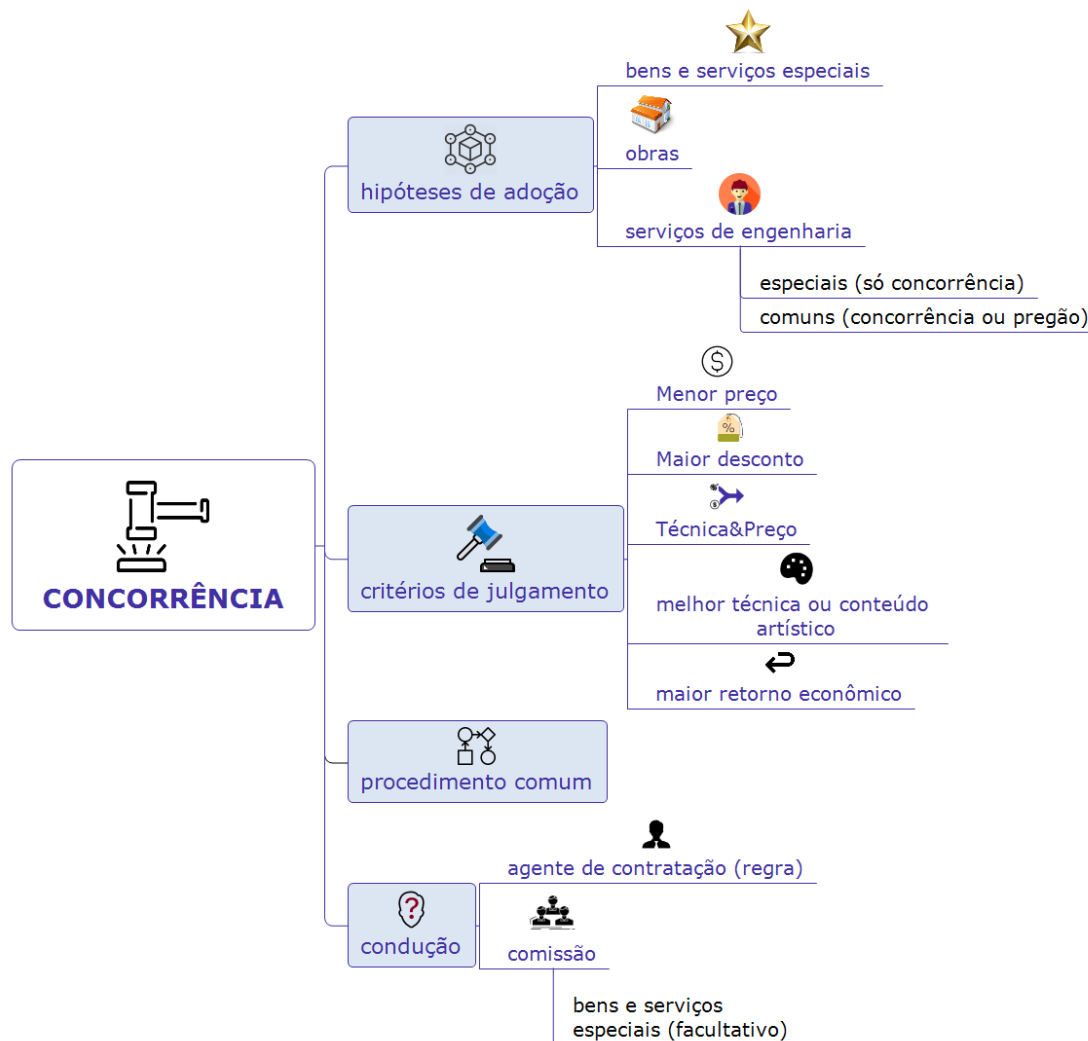 bens e serviços especiais
obras
hipóteses de adoção
serviços de engenharia
especiais (só concorrência)
comuns (concorrência ou pregão)
$
Menor preço
%
Maior desconto
Técnica&Preço
CONCORRÊNCIA
critérios de julgamento
melhor técnica ou conteúdo
artístico
maior retorno econômico
procedimento comum
agente de contratação (regra)
?
condução
comissão
bens e serviços
especiais (facultativo)